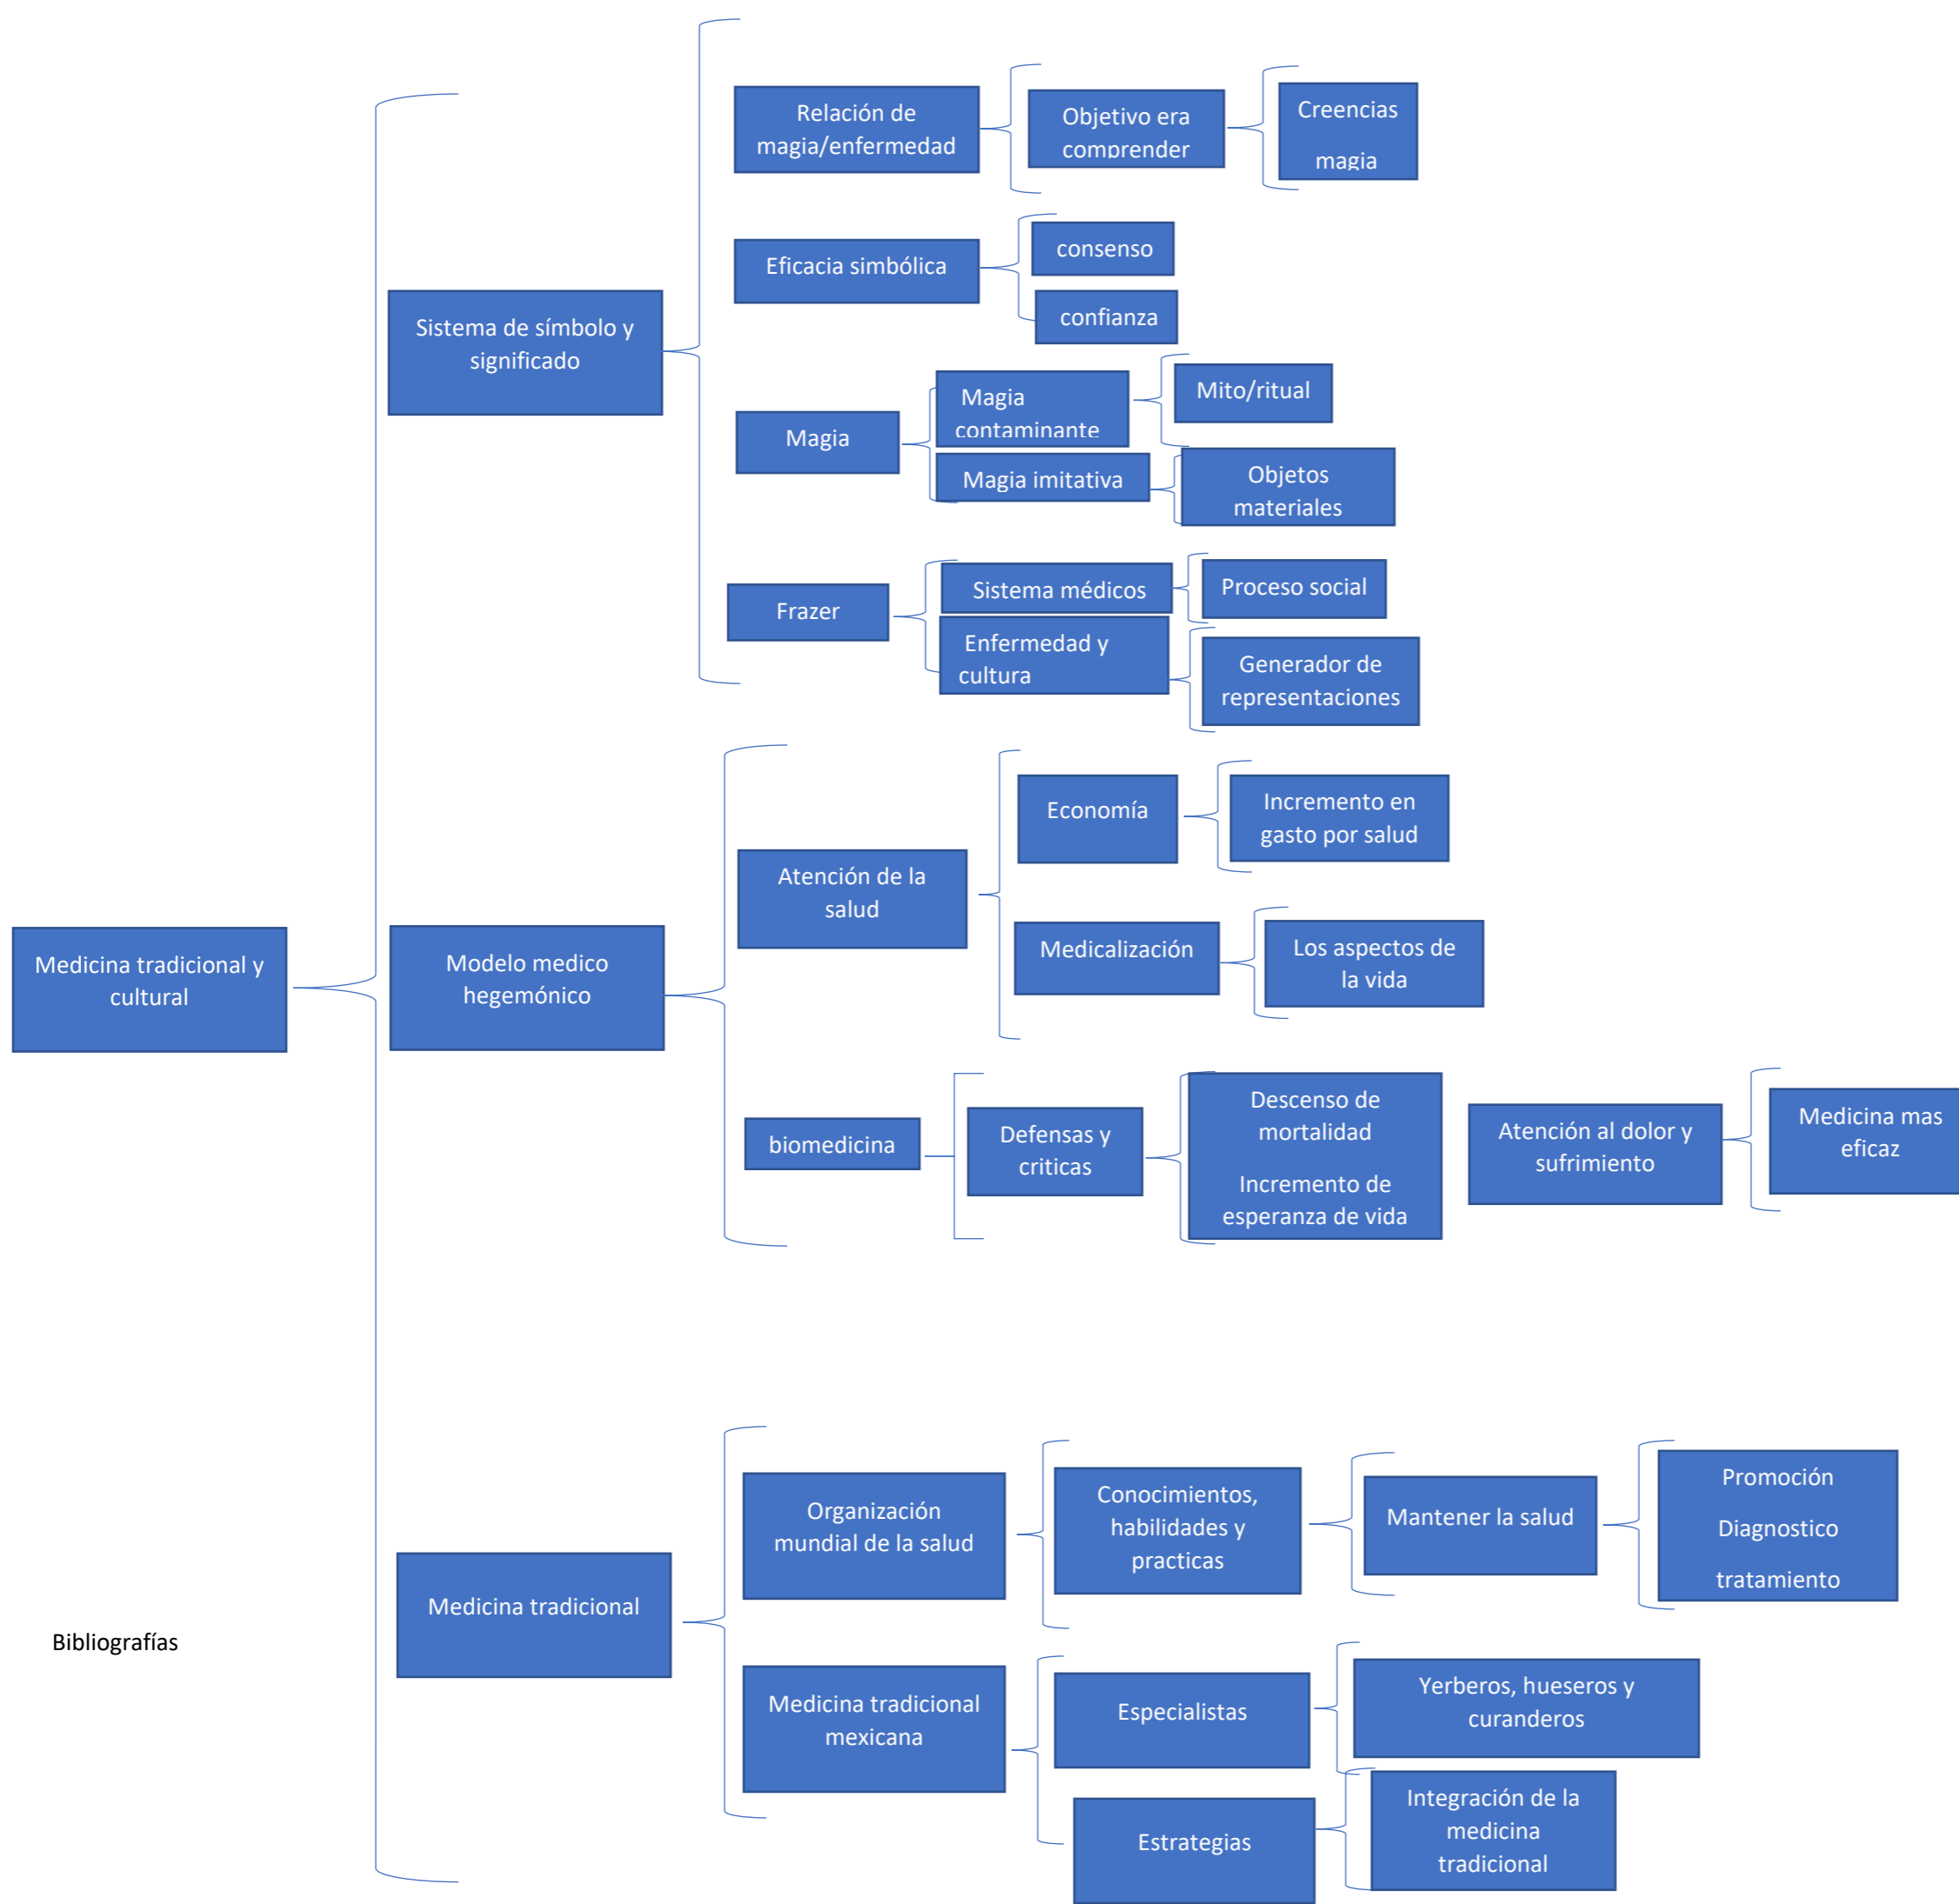 Medicina tradicional y
cultural
Sistema de símbolo y
significado
Relación de
magia/enfermedad
Objetivo era
comprender
Creencias
magia
Eficacia simbólica
consenso
confianza
Magia
Magia
contaminante
Mito/ritual
Magia imitativa
Objetos
materiales
Frazer
Sistema médicos
Proceso social
Enfermedad y
cultura
Generador de
representaciones
Modelo medico
hegemónico
Atención de la
salud
Economía
Incremento en
gasto por salud
Medicalización
Los aspectos de
la vida
biomedicina
Defensas y
criticas
Descenso de
mortalidad
Incremento de
esperanza de vida
Atención al dolor y
sufrimiento
Medicina mas
eficaz
Medicina tradicional
Organización
mundial de la salud
Conocimientos,
habilidades y
practicas
Mantener la salud
Promoción
Diagnostico
tratamiento
Medicina tradicional
mexicana
Especialistas
Yerberos, hueseros y
curanderos
Estrategias
Integración de la
medicina
tradicional
Bibliografías